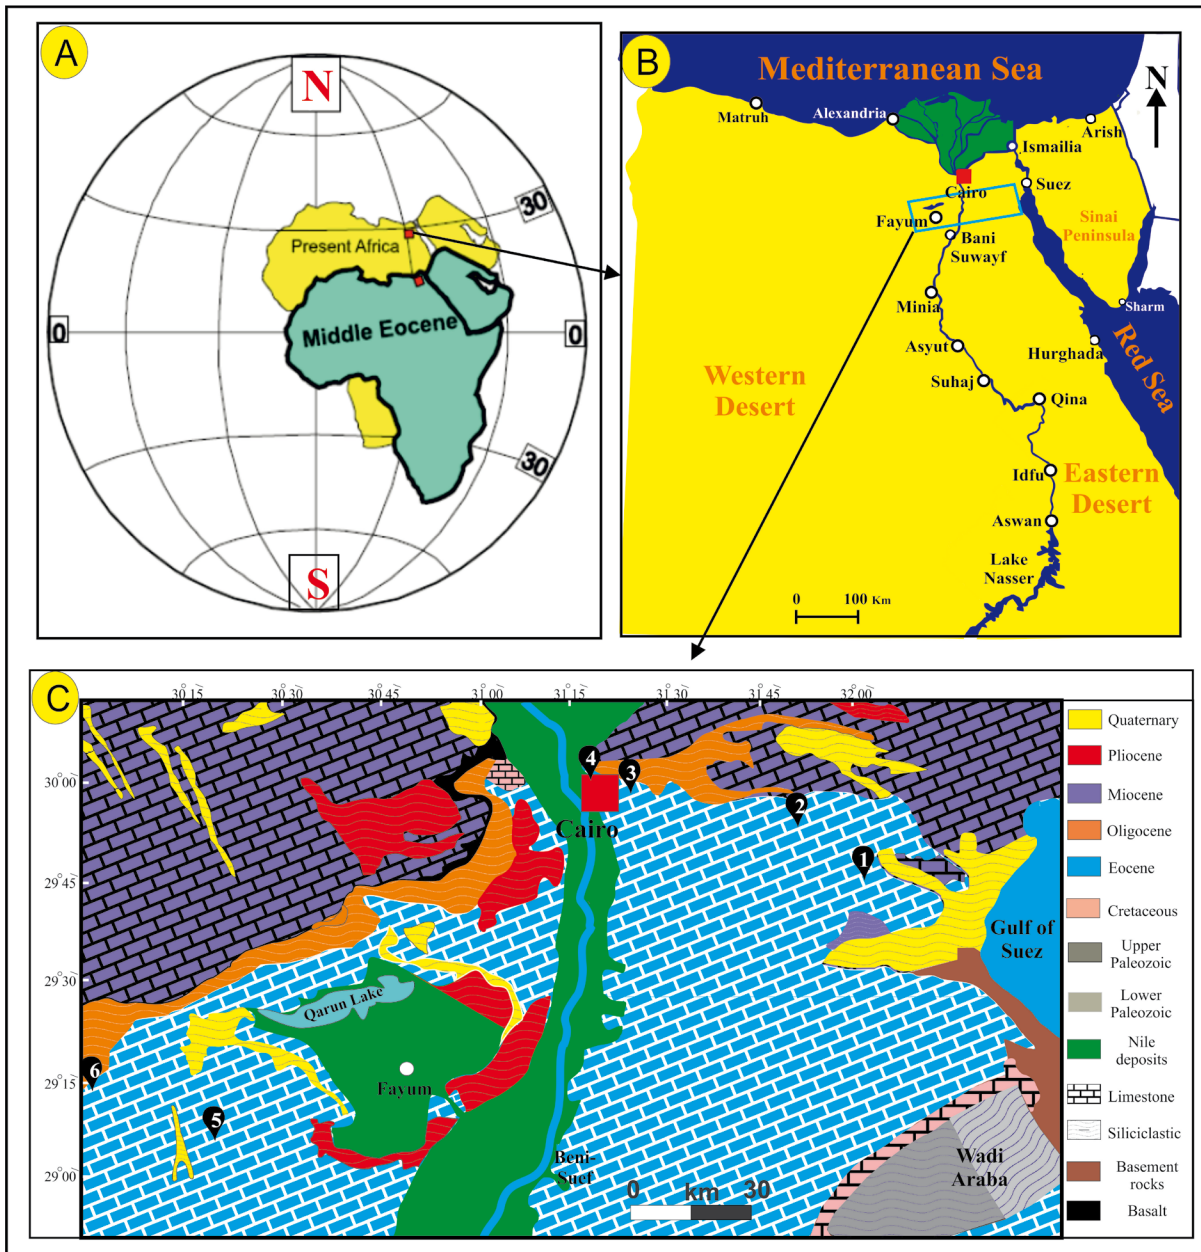 A
N
30
Present Africa
0
Middle Eocene
0
30
S
B
Mediterranean Sea
N
Matruh
Alexandria
Arish
Ismailia
Suez
Cairo
Fayum
Sinai
Peninsula
Bani
Suwayf
Minia
Sharm
Asyut
Hurghada
Red Sea
Western
Desert
Suhaj
Qina
Idfu
Eastern
Desert
Aswan
Lake
Nasser
0 100 Km
C
30°15/ 30°30/ 30°45/ 31°00/ 31°15/ 31°30/ 31°45/ 32°00/
30°00/
29°45/
29°30/
29°15/
29°00/
4
3
2
Cairo
1
Gulf of
Suez
Qarun Lake
Fayum
6
5
Beni-
Suef
Wadi
Araba
0 km 30
Quaternary
Pliocene
Miocene
Oligocene
Eocene
Cretaceous
Upper
Paleozoic
Lower
Paleozoic
Nile
deposits
Limestone
Siliciclastic
Basement
rocks
Basalt